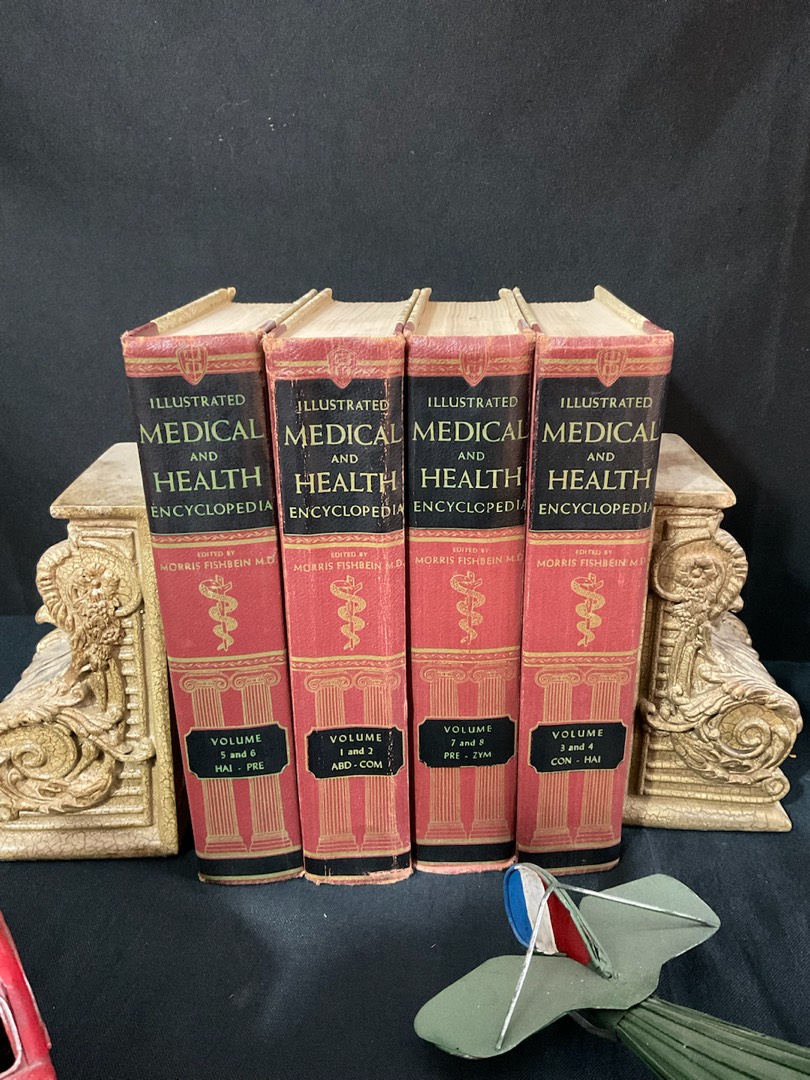 ILLUSTRATED
MEDICAL
AND
HEALTH
ENCYCLOPEDIA
EDITED BY
MORRIS FISHBEIN M.D.
VOLUME
5 and 6
HAI - PRE
ILLUSTRATED
MEDICAL
AND
HEALTH
ENCYCLOPEDIA
EDITED BY
MORRIS FISHBEIN M.D.
VOLUME
1 and 2
ABD - COM
ILLUSTRATED
MEDICAL
AND
HEALTH
ENCYCLOPEDIA
EDITED BY
MORRIS FISHBEIN M.D.
VOLUME
7 and 8
PRE - ZYM
ILLUSTRATED
MEDICAL
AND
HEALTH
ENCYCLOPEDIA
EDITED BY
MORRIS FISHBEIN M.D.
VOLUME
3 and 4
CON - HAI